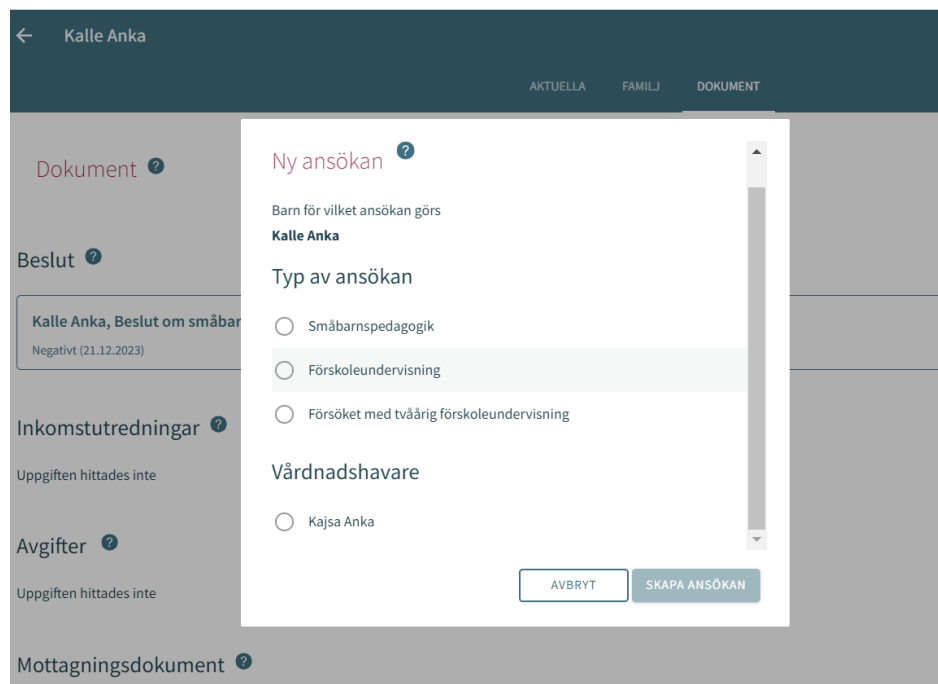 Kalle Anka
AKTUELLA FAMILJ DOKUMENT
Dokument ?
Beslut ?
Kalle Anka, Beslut om småbar
Negativt (21.12.2023)
Inkomstutredningar ?
Uppgiften hittades inte
Avgifter ?
Uppgiften hittades inte
Mottagningsdokument ?
Ny ansökan ?
Barn för vilket ansökan görs
Kalle Anka
Typ av ansökan
Småbarnspedagogik
Förskoleundervisning
Försöket med tvåårig förskoleundervisning
Vårdnadshavare
Kajsa Anka
AVBRYT SKAPA ANSÖKAN